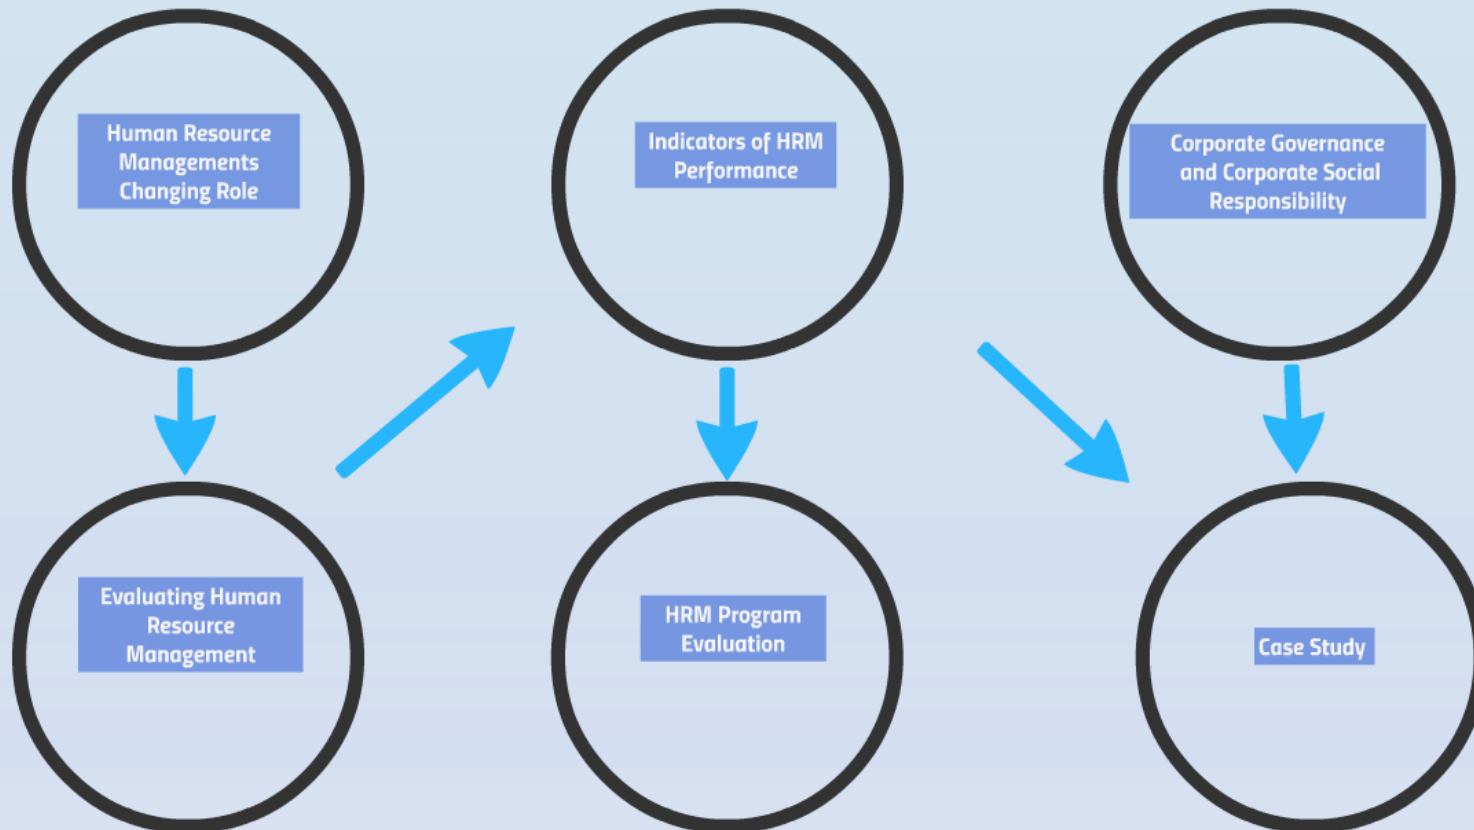 Human Resource
Managements
Changing Role
Indicators of HRM
Performance
Corporate Governance
and Corporate Social
Responsibility
Evaluating Human
Resource
Management
HRM Program
Evaluation
Case Study